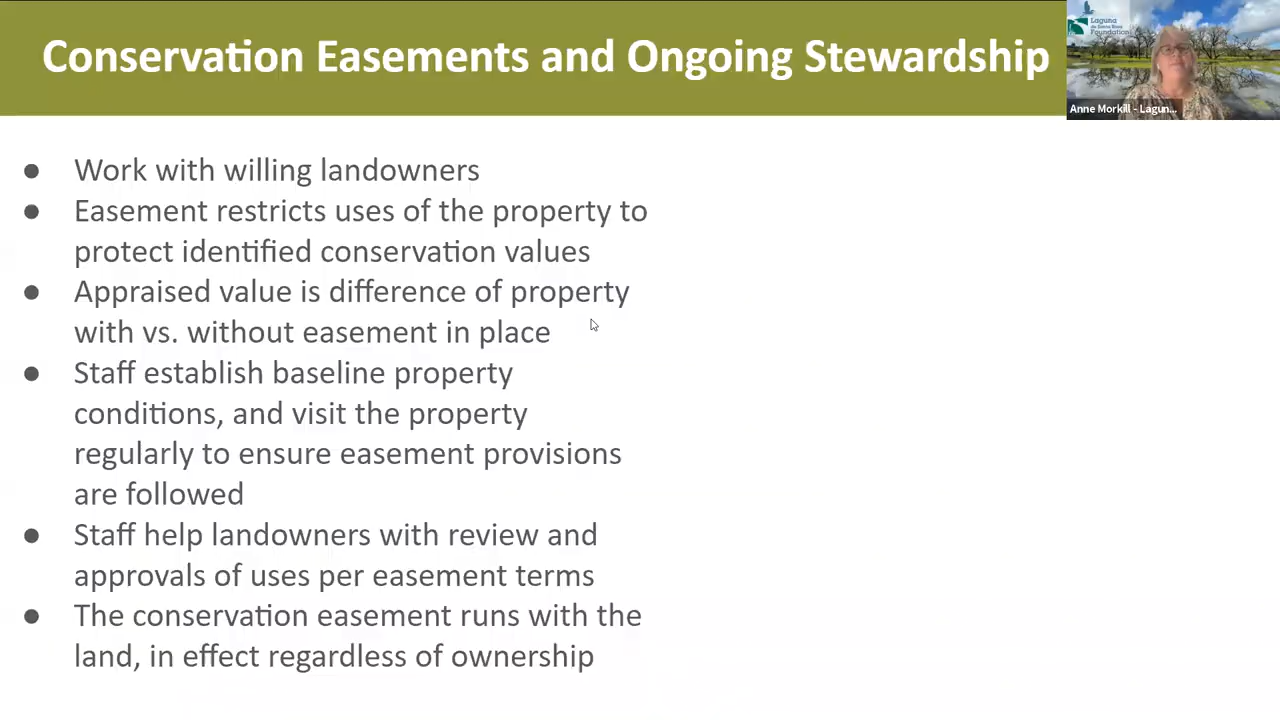 Conservation Easements and Ongoing Stewardship
Laguna
de Santa Rosa
Foundation
Anne Morkill - Lagun...
● Work with willing landowners
● Easement restricts uses of the property to
protect identified conservation values
● Appraised value is difference of property
with vs. without easement in place
● Staff establish baseline property
conditions, and visit the property
regularly to ensure easement provisions
are followed
● Staff help landowners with review and
approvals of uses per easement terms
● The conservation easement runs with the
land, in effect regardless of ownership